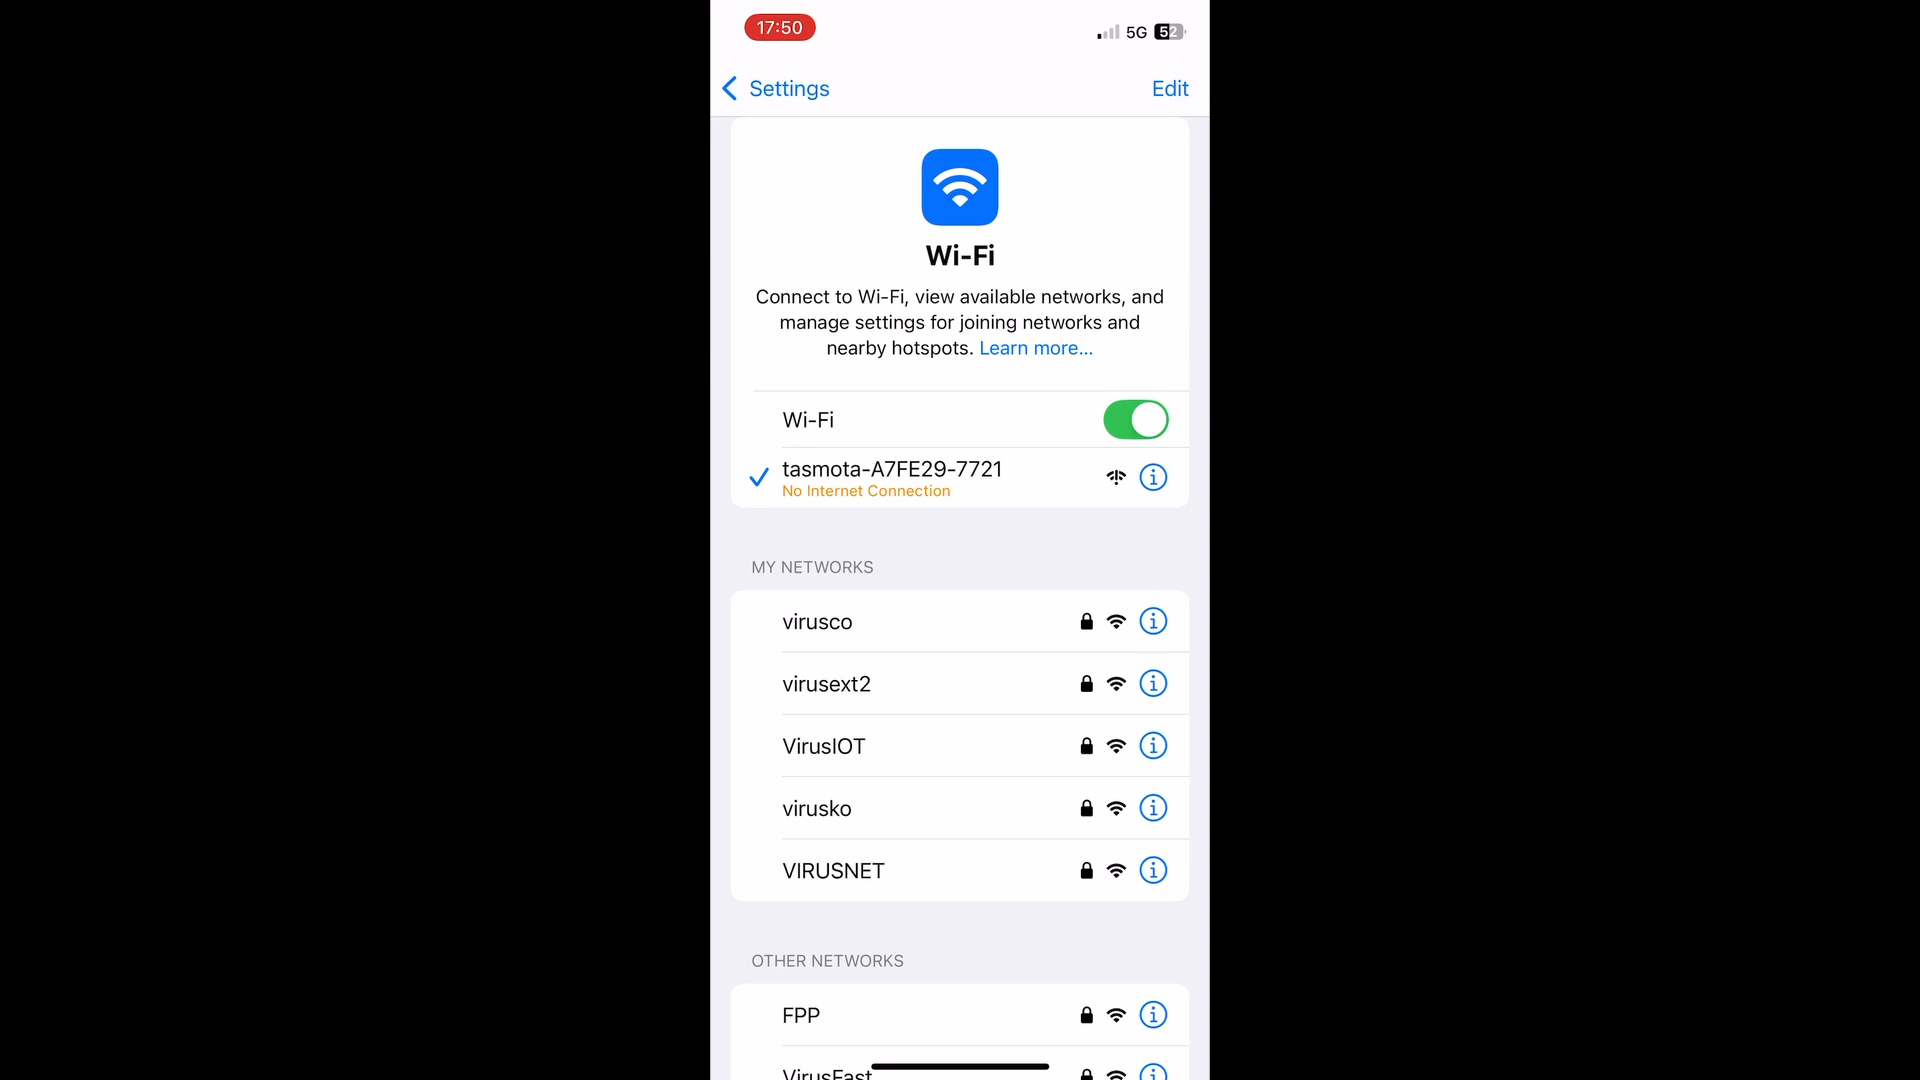 17:50
5G 52
Settings
Edit
Wi-Fi
Connect to Wi-Fi, view available networks, and
manage settings for joining networks and
nearby hotspots. Learn more...
Wi-Fi
tasmota-A7FE29-7721
No Internet Connection
MY NETWORKS
virusco
virusext2
VirusIOT
virusko
VIRUSNET
OTHER NETWORKS
FPP
VirusFast